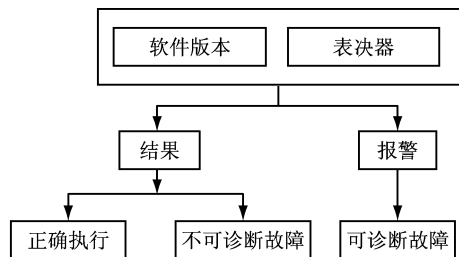 软件版本
表决器
结果
报警
正确执行
不可诊断故障
可诊断故障